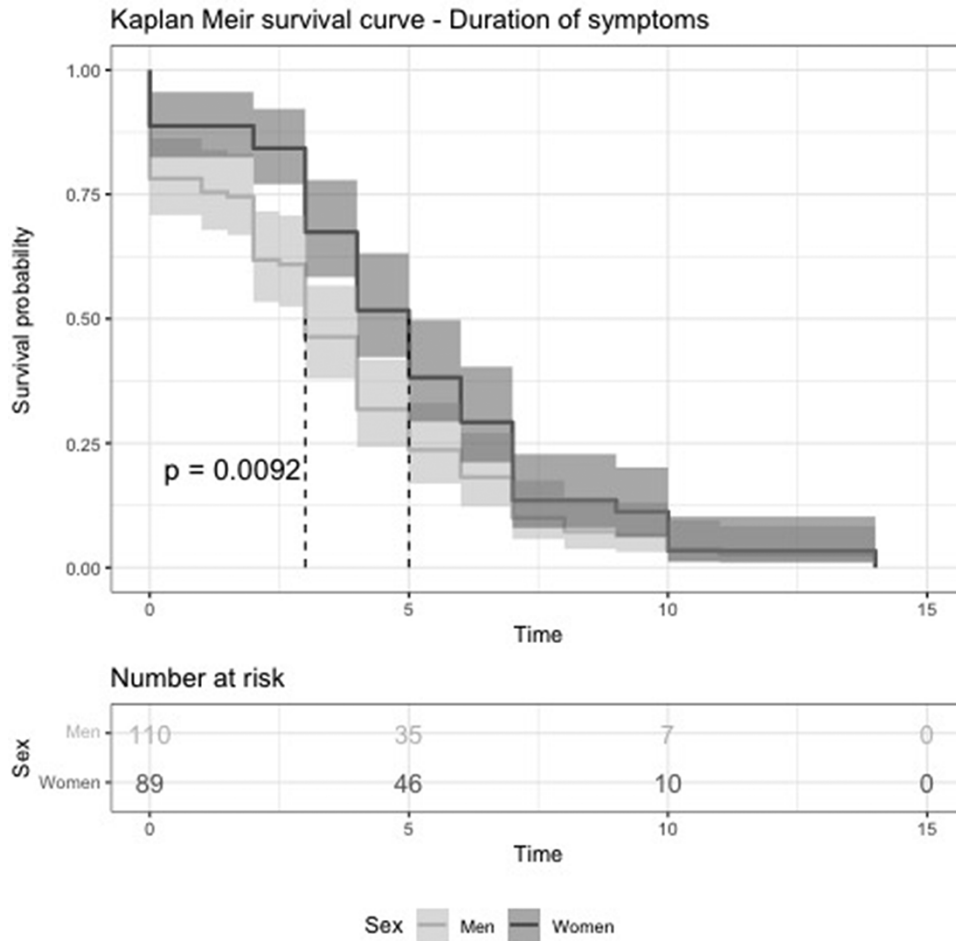 Kaplan Meir survival curve - Duration of symptoms
1.00
0.75
0.50
0.25
0.00
Survival probability
p = 0.0092
0 5 10 15
Time
Number at risk
Sex
Men 110 35 7 0
Women 89 46 10 0
0 5 10 15
Time
Sex Men Women